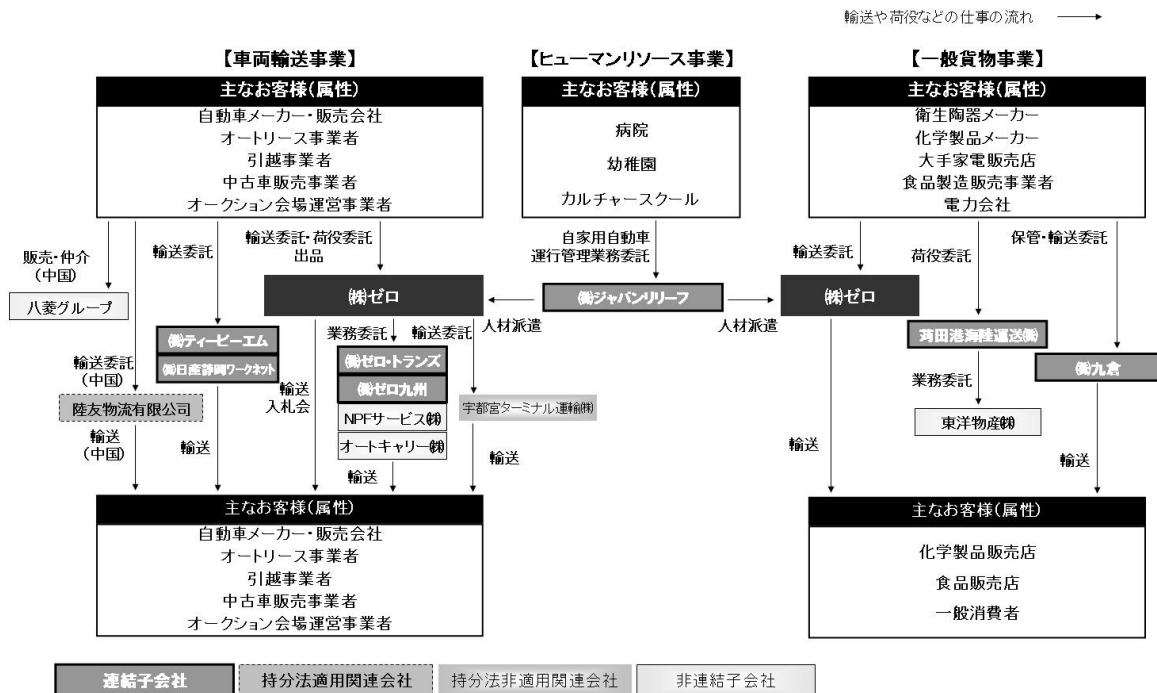 輸送や荷役などの仕事の流れ
【車両輸送事業】
主なお客様(属性)
自動車メーカー・販売会社
オートリース事業者
引越事業者
中古車販売事業者
オークション会場運営事業者
【ヒューマンリソース事業】
主なお客様(属性)
病院
幼稚園
カルチャースクール
【一般貨物事業】
主なお客様(属性)
衛生陶器メーカー
化学製品メーカー
大手家電販売店
食品製造販売事業者
電力会社
販売・仲介
(中国)
輸送委託
輸送委託・荷役委託
出品
自家用自動車
運行管理業務委託
輸送委託
荷役委託
保管・輸送委託
八菱グループ
㈱ゼロ
㈱ジャパンリリーフ
㈱ゼロ
人材派遣
人材派遣
㈱ティービーエム
㈱日産静岡ワークネット
輸送委託
(中国)
陸友物流有限公司
輸送
(中国)
輸送
輸送
入札会
業務委託
輸送委託
㈱ゼロ・トランズ
㈱ゼロ九州
NPFサービス㈱
オートキャリー㈱
輸送
宇都宮ターミナル運輸㈱
輸送
苅田港海陸運送㈱
業務委託
東洋物産㈱
㈱九倉
輸送
輸送
主なお客様(属性)
自動車メーカー・販売会社
オートリース事業者
引越事業者
中古車販売事業者
オークション会場運営事業者
主なお客様(属性)
化学製品販売店
食品販売店
一般消費者
連結子会社
持分法適用関連会社
持分法非適用関連会社
非連結子会社